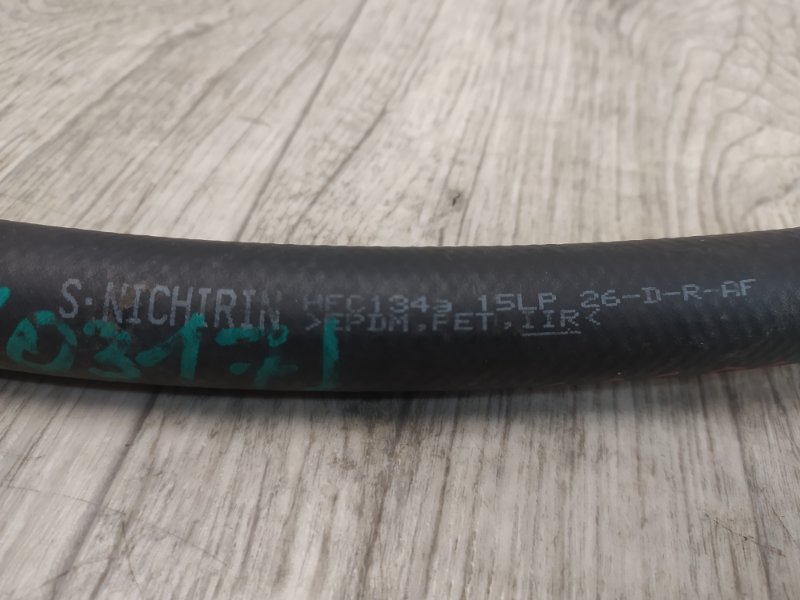 S·NICHIRIN HFC134a 15LP 26-D-R-AF
>EPDM,PET,IIR<